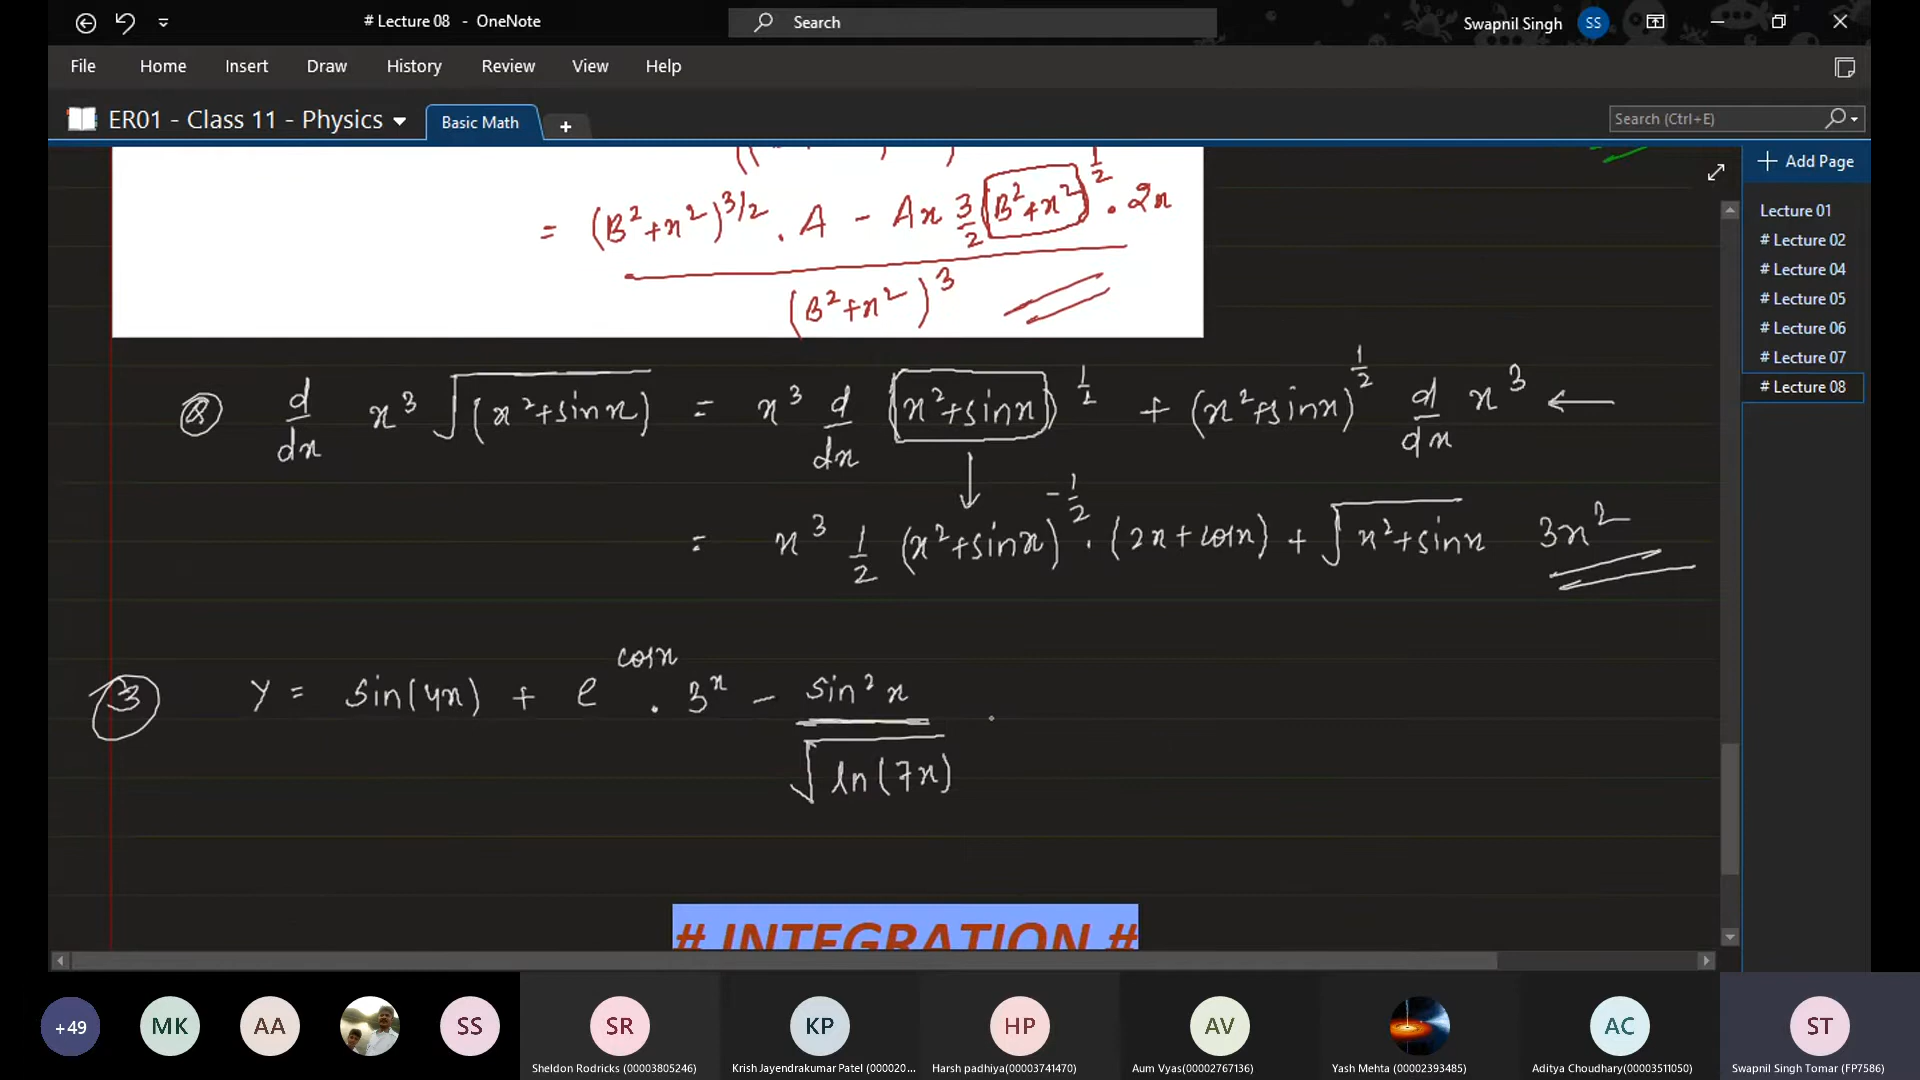 # Lecture 08 - OneNote
Search
Swapnil Singh
SS
File Home Insert Draw History Review View Help
ER01 - Class 11 - Physics
Basic Math
+
Search (Ctrl+E)
+ Add Page
Lecture 01
# Lecture 02
# Lecture 04
# Lecture 05
# Lecture 06
# Lecture 07
# Lecture 08
= (B²+x²)^3/2 . A - Ax 3/2 (B²+x²)^1/2 . 2x
(B²+x²)^3
② d/dx x³ √(x²+sinx) = x³ d/dx (x²+sinx)^1/2 + (x²+sinx)^1/2 d/dx x³ ←
= x³ 1/2 (x²+sinx)^-1/2 . (2x+cosx) + √x²+sinx 3x²
③ y = sin(4x) + e^cosx . 3^x - sin²x / √ln(7x)
# INTEGRATION #
+49 MK AA SS SR KP HP AV AC ST
Sheldon Rodricks (00003805246)
Krish Jayendrakumar Patel (000020...
Harsh padhiya(00003741470)
Aum Vyas(00002767136)
Yash Mehta (00002393485)
Aditya Choudhary(00003511050)
Swapnil Singh Tomar (FP7586)